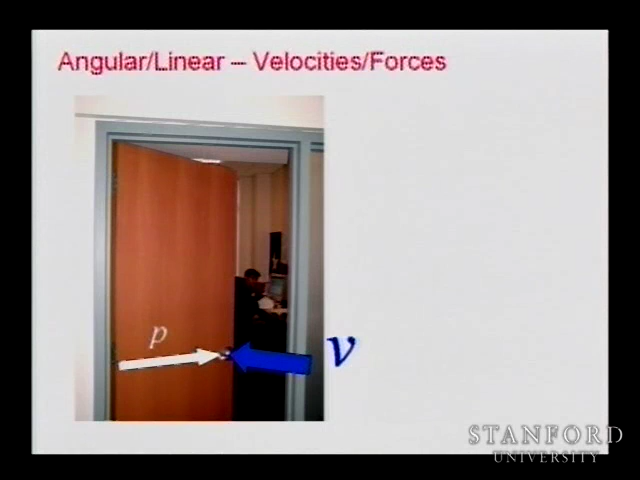 Angular/Linear – Velocities/Forces
p
v
STANFORD
UNIVERSITY